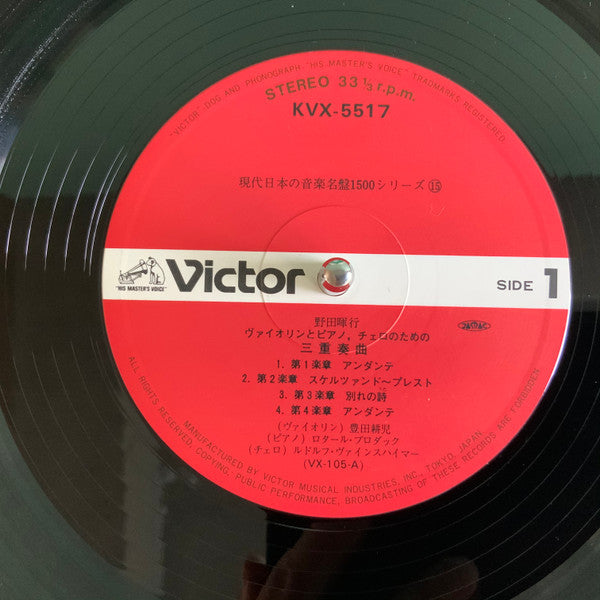 "VICTOR" DOG AND PHONOGRAPH "HIS MASTER'S VOICE" TRADMARKS REGISTERED.
STEREO 33 1/3 r.p.m.
KVX-5517
現代日本の音楽名盤1500シリーズ⑮
"HIS MASTER'S VOICE"
Victor
SIDE 1
野田暉行
ヴァイオリンとピアノ,チェロのための
三重奏曲
JASRAC
1. 第1楽章 アンダンテ
2. 第2楽章 スケルツァンド〜プレスト
3. 第3楽章 別れの詩
4. 第4楽章 アンダンテ
(ヴァイオリン) 豊田耕児
(ピアノ) ロタール・ブロダック
(チェロ) ルドルフ・ヴァインスハイマー
(VX-105-A)
MANUFACTURED BY VICTOR MUSICAL INDUSTRIES, INC. TOKYO, JAPAN.
ALL RIGHTS RESERVED, COPYING, PUBLIC PERFORMANCE, BROADCASTING OF THESE RECORDS ARE FORBIDDEN.